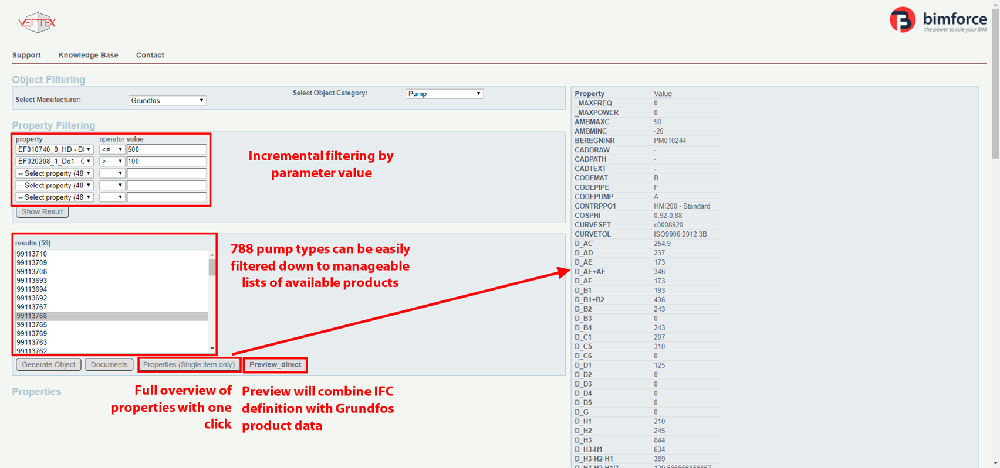 VERTEX
bimforce
the power to rule your BIM
Support
Knowledge Base
Contact
Object Filtering
Select Manufacturer:
Grundfos
Select Object Category:
Pump
Property Filtering
property
operator
value
EF010740_0_HD - Di
<=
500
EF020208_1_Do1 - C
>
100
-- Select property (48
-- Select property (48
-- Select property (48
Show Result
Incremental filtering by
parameter value
results (59)
99113710
99113709
99113708
99113693
99113694
99113692
99113767
99113768
99113765
99113769
99113763
99113762
788 pump types can be easily
filtered down to manageable
lists of available products
Generate Object
Documents
Properties (Single item only)
Preview_direct
Properties
Full overview of
properties with one
click
Preview will combine IFC
definition with Grundfos
product data
Property Value
_MAXFREQ 0
_MAXPOWER 0
AMBMAXC 50
AMBMINC -20
BEREGNINR PM010244
CADDRAW -
CADPATH -
CADTEXT -
CODEMAT B
CODEPIPE F
CODEPUMP A
CONTRPPO1 HMI200 - Standard
COSPHI 0,92-0,88
CURVESET c0008920
CURVETOL ISO9906:2012 3B
D_AC 254.9
D_AD 237
D_AE 173
D_AE+AF 346
D_AF 173
D_B1 193
D_B1+B2 436
D_B2 243
D_B3 0
D_B4 243
D_C1 207
D_C5 310
D_C6 0
D_D1 125
D_D2 0
D_D3 0
D_D4 0
D_D5 0
D_G 0
D_H1 210
D_H2 245
D_H3 844
D_H3-H1 634
D_H3-H2-H1 389
D_H3-H2-H1/3 129.666666666667